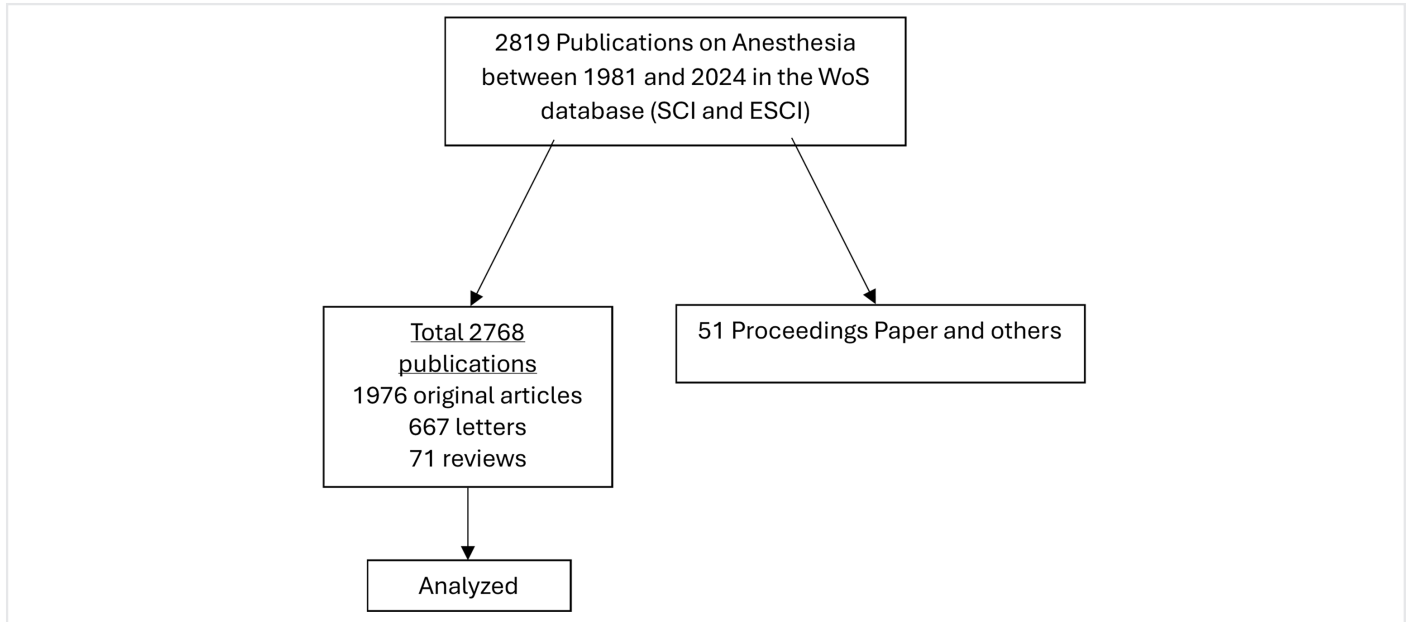 2819 Publications on Anesthesia
between 1981 and 2024 in the WoS
database (SCI and ESCI)
Total 2768
publications
1976 original articles
667 letters
71 reviews
51 Proceedings Paper and others
Analyzed